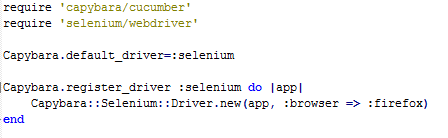 require 'capybara/cucumber'
require 'selenium/webdriver'

Capybara.default_driver=:selenium

Capybara.register_driver :selenium do |app|
    Capybara::Selenium::Driver.new(app, :browser => :firefox)
end